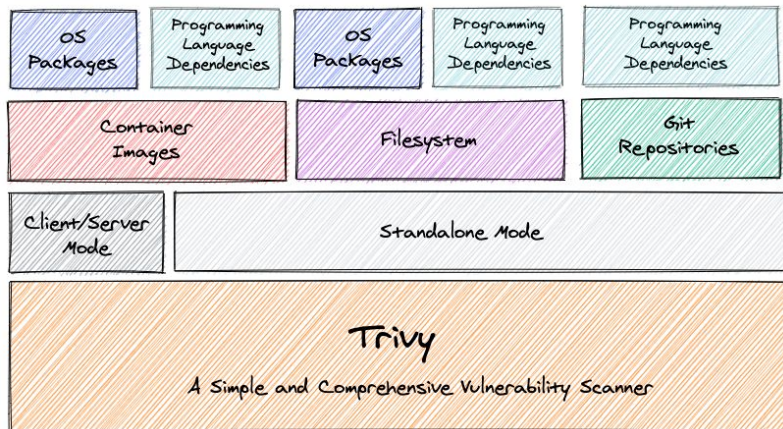 OS
Packages
Programming
Language
Dependencies
OS
Packages
Programming
Language
Dependencies
Programming
Language
Dependencies
Container
Images
Filesystem
Git
Repositories
Client/Server
Mode
Standalone Mode
Trivy
A Simple and Comprehensive Vulnerability Scanner